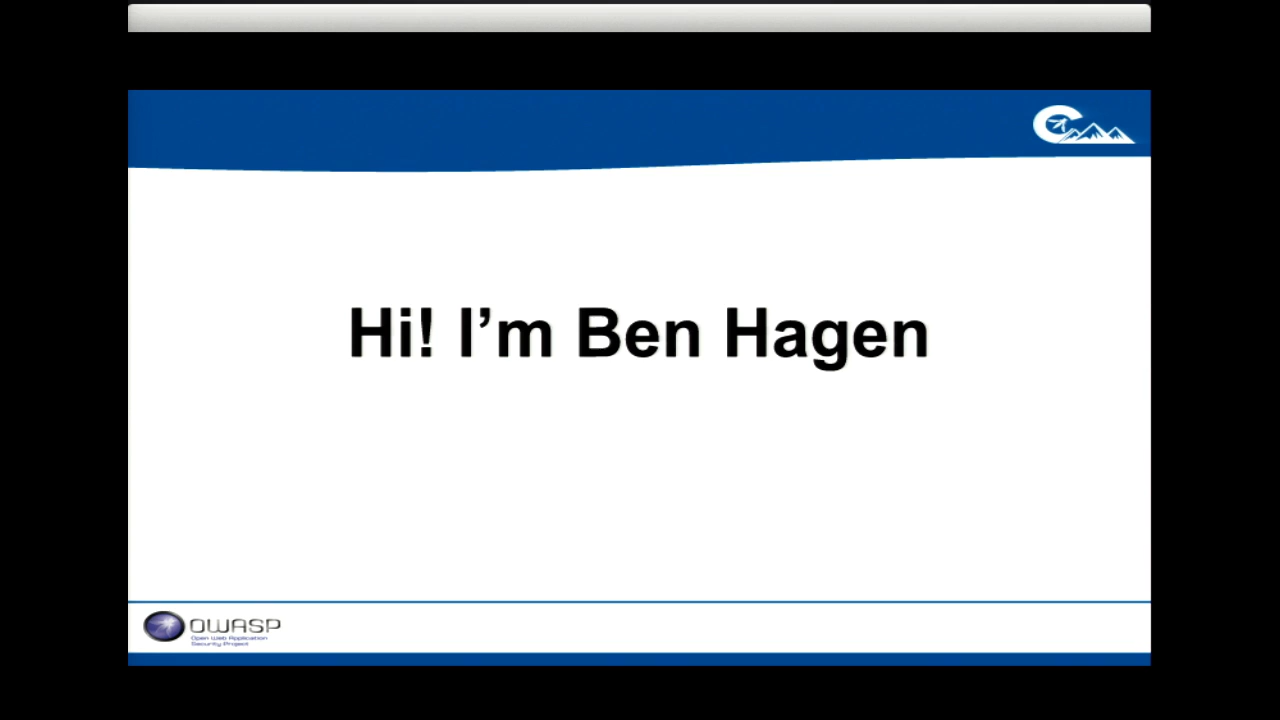 Hi! I’m Ben Hagen
OWASP
Open Web Application
Security Project